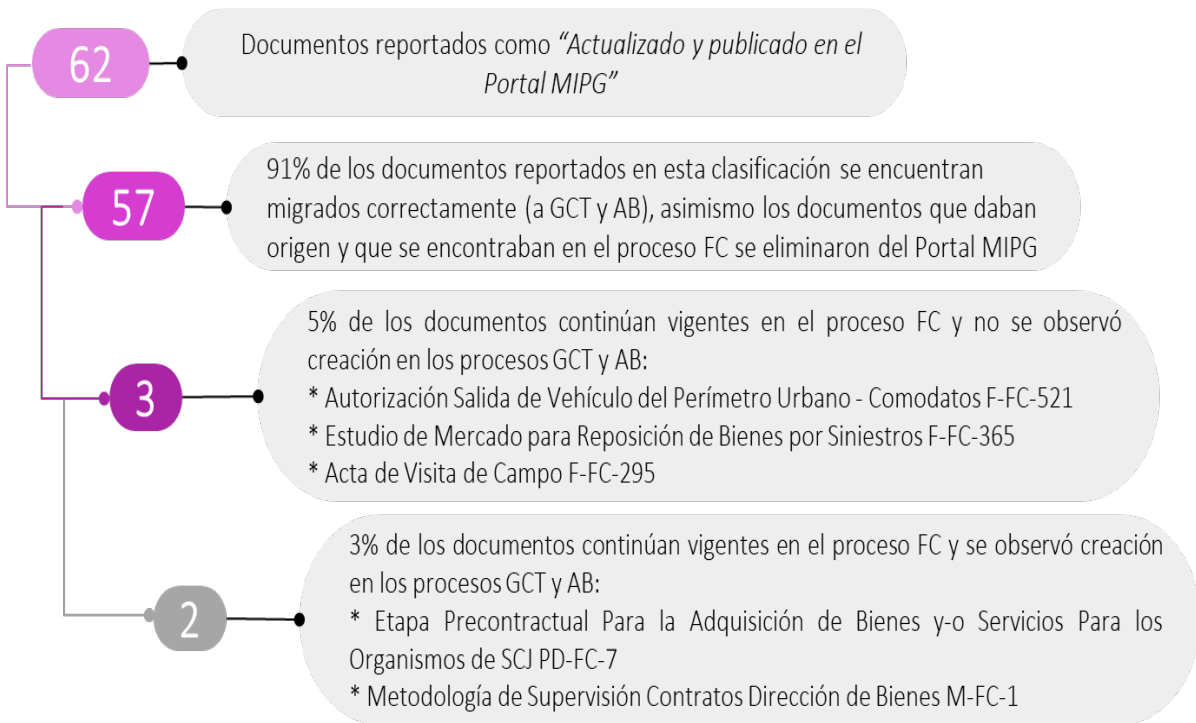 62
Documentos reportados como “Actualizado y publicado en el
Portal MIPG”
57
91% de los documentos reportados en esta clasificación se encuentran
migrados correctamente (a GCT y AB), asimismo los documentos que daban
origen y que se encontraban en el proceso FC se eliminaron del Portal MIPG
3
5% de los documentos continúan vigentes en el proceso FC y no se observó
creación en los procesos GCT y AB:
* Autorización Salida de Vehículo del Perímetro Urbano - Comodatos F-FC-521
* Estudio de Mercado para Reposición de Bienes por Siniestros F-FC-365
* Acta de Visita de Campo F-FC-295
2
3% de los documentos continúan vigentes en el proceso FC y se observó creación
en los procesos GCT y AB:
* Etapa Precontractual Para la Adquisición de Bienes y-o Servicios Para los
Organismos de SCJ PD-FC-7
* Metodología de Supervisión Contratos Dirección de Bienes M-FC-1